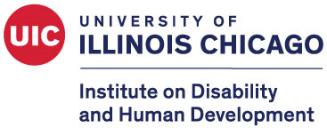 UIC
UNIVERSITY OF
ILLINOIS CHICAGO
Institute on Disability
and Human Development